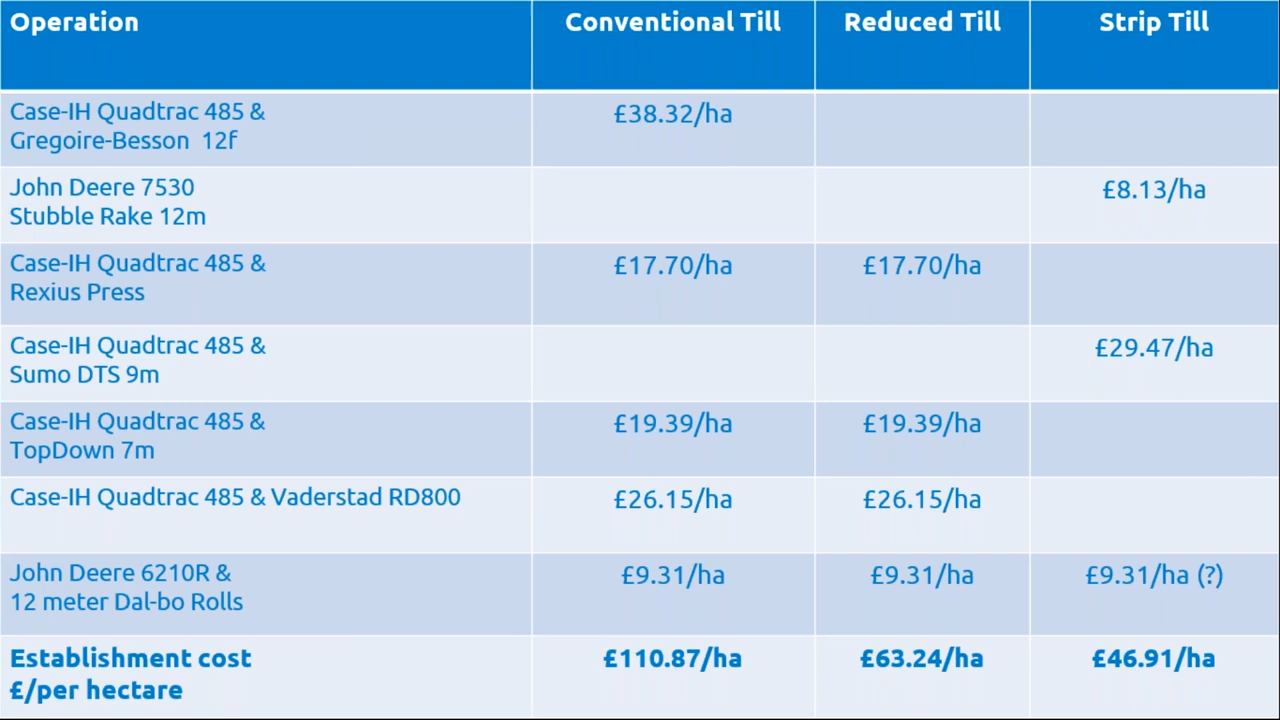 Operation Conventional Till Reduced Till Strip Till
Case-IH Quadtrac 485 & £38.32/ha
Gregoire-Besson 12f
John Deere 7530 £8.13/ha
Stubble Rake 12m
Case-IH Quadtrac 485 & £17.70/ha £17.70/ha
Rexius Press
Case-IH Quadtrac 485 & £29.47/ha
Sumo DTS 9m
Case-IH Quadtrac 485 & £19.39/ha £19.39/ha
TopDown 7m
Case-IH Quadtrac 485 & Vaderstad RD800 £26.15/ha £26.15/ha
John Deere 6210R & £9.31/ha £9.31/ha £9.31/ha (?)
12 meter Dal-bo Rolls
Establishment cost £110.87/ha £63.24/ha £46.91/ha
£/per hectare